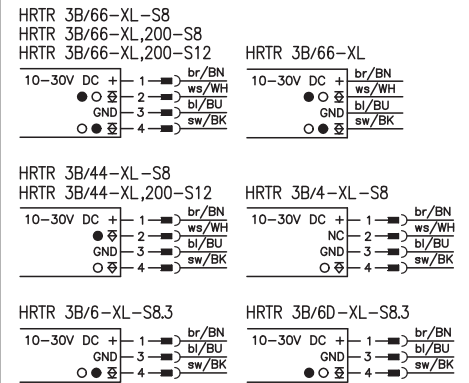 HRTR 3B/66-XL-S8
HRTR 3B/66-XL,200-S8
HRTR 3B/66-XL,200-S12
10-30V DC + 1 br/BN
2 ws/WH
GND 3 bl/BU
4 sw/BK
HRTR 3B/66-XL
10-30V DC + br/BN
ws/WH
GND bl/BU
sw/BK
HRTR 3B/44-XL-S8
HRTR 3B/44-XL,200-S12
10-30V DC + 1 br/BN
2 ws/WH
GND 3 bl/BU
4 sw/BK
HRTR 3B/4-XL-S8
10-30V DC + 1 br/BN
NC 2 ws/WH
GND 3 bl/BU
4 sw/BK
HRTR 3B/6-XL-S8.3
10-30V DC + 1 br/BN
GND 3 bl/BU
4 sw/BK
HRTR 3B/6D-XL-S8.3
10-30V DC + 1 br/BN
GND 3 bl/BU
4 sw/BK